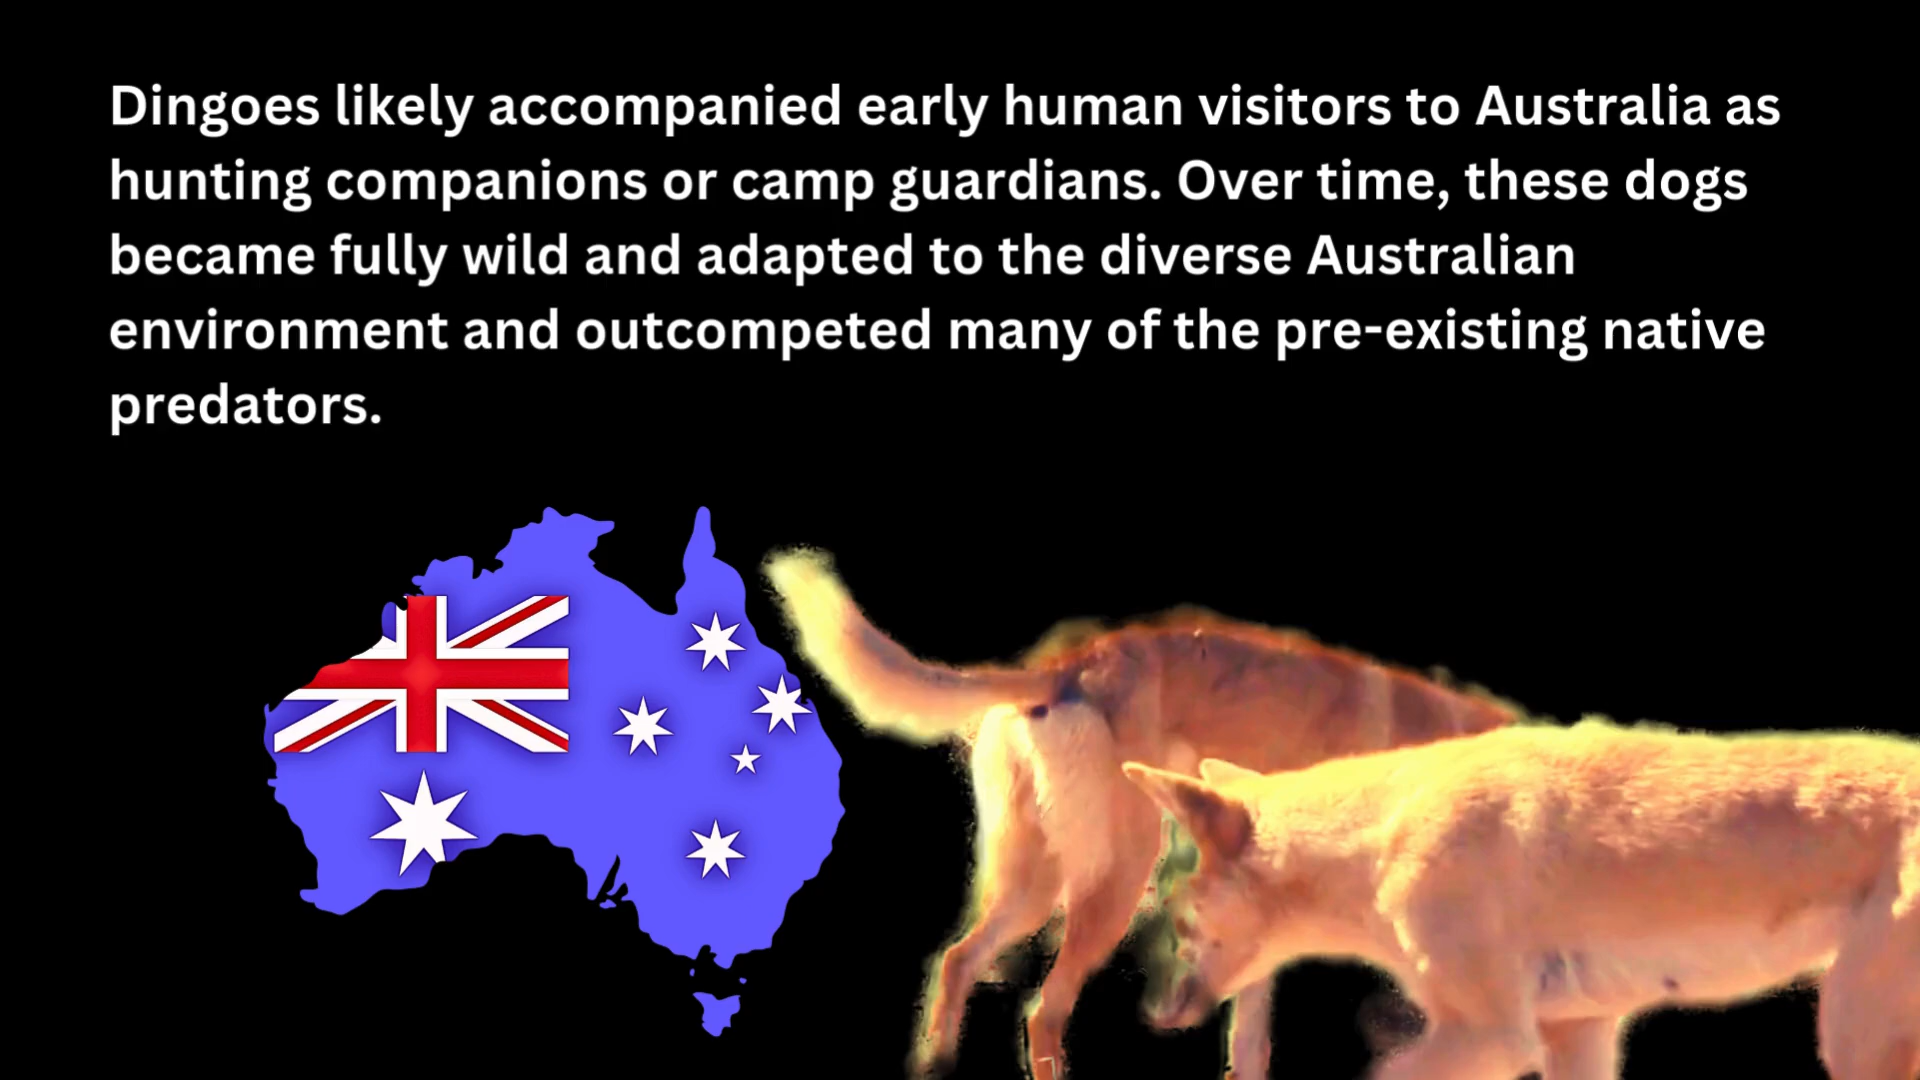 Dingoes likely accompanied early human visitors to Australia as
hunting companions or camp guardians. Over time, these dogs
became fully wild and adapted to the diverse Australian
environment and outcompeted many of the pre-existing native
predators.